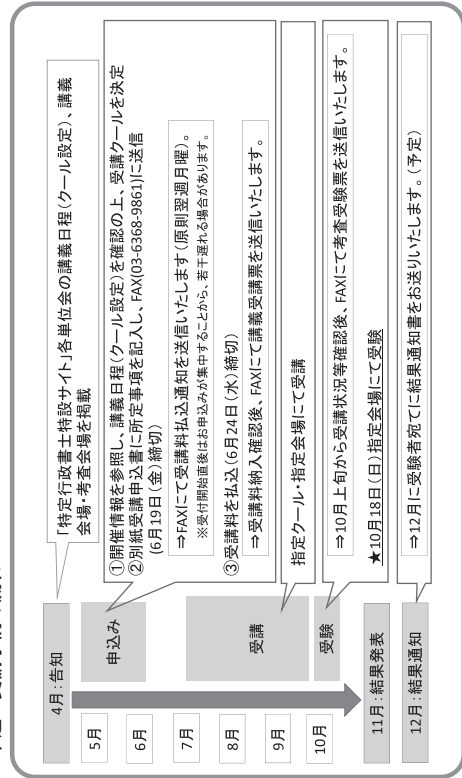 4月：告知
「特定行政書士特設サイト」各単位会の講義日程（クール設定）、講義
会場・考査会場を掲載
5月
6月
申込み
①開催情報を参照し、講義日程（クール設定）を確認の上、受講クールを決定
②別紙受講申込書に所定事項を記入し、FAX(03-6368-9861)に送信
(6月19日（金）締切)
⇒FAXにて受講料払込通知を送信いたします（原則翌週月曜）。
※受付開始直後はお申込みが集中することから、若干遅れる場合があります。
③受講料を払込（6月24日（水）締切）
⇒受講料納入確認後、FAXにて講義受講票を送信いたします。
7月
8月
9月
受講
指定クール・指定会場にて受講
10月
受験
⇒10月上旬から受講状況等確認後、FAXにて考査受験票を送信いたします。
★10月18日（日）指定会場にて受験
11月：結果発表
12月：結果通知
⇒12月に受験者宛てに結果通知書をお送りいたします。（予定）